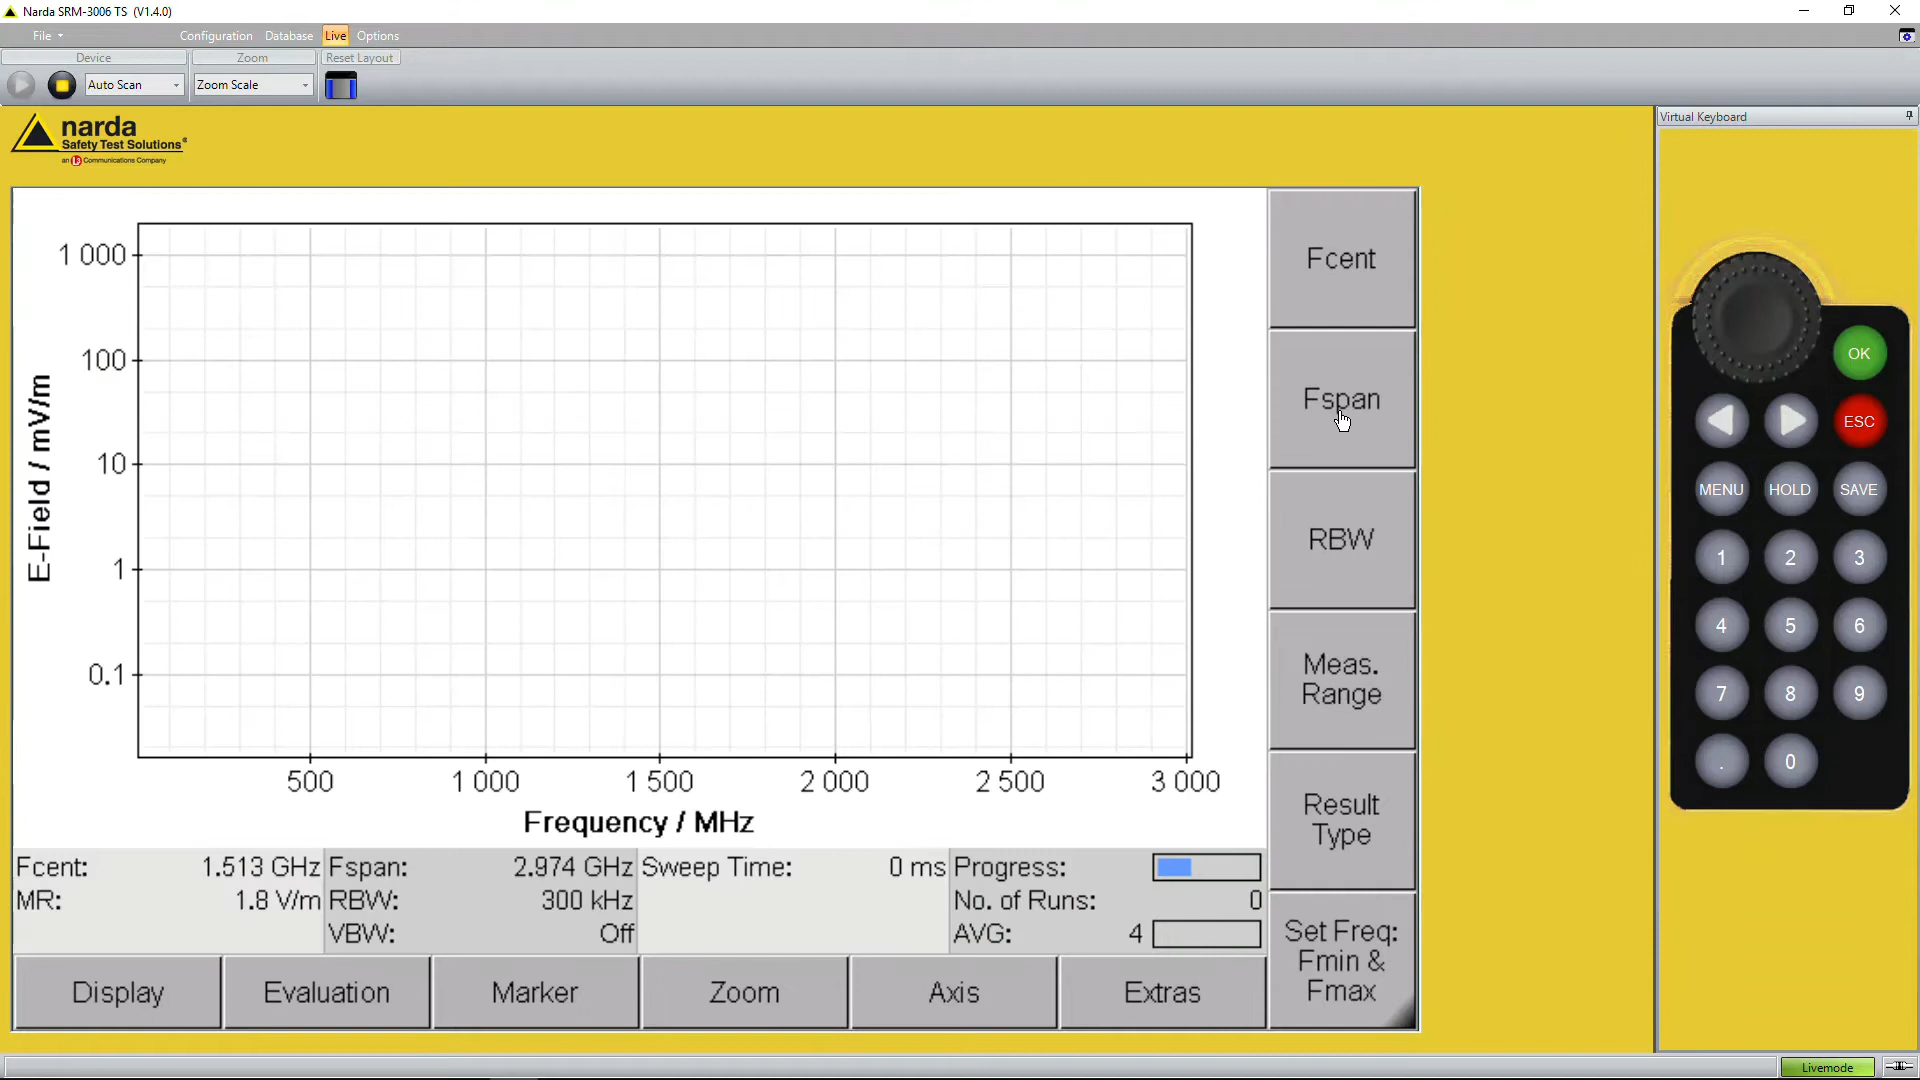 Narda SRM-3006 TS (V1.4.0)
File Configuration Database Live Options
Device Zoom Reset Layout
Auto Scan Zoom Scale
narda
Safety Test Solutions®
an L3 Communications Company
Virtual Keyboard
1 000
100
10
1
0.1
E-Field / mV/m
500 1 000 1 500 2 000 2 500 3 000
Frequency / MHz
Fcent
Fspan
RBW
Meas.
Range
Result
Type
Set Freq:
Fmin &
Fmax
Fcent: 1.513 GHz Fspan: 2.974 GHz Sweep Time: 0 ms Progress:
MR: 1.8 V/m RBW: 300 kHz No. of Runs: 0
VBW: Off AVG: 4
Display Evaluation Marker Zoom Axis Extras
OK
ESC
MENU HOLD SAVE
1 2 3
4 5 6
7 8 9
. 0
Livemode